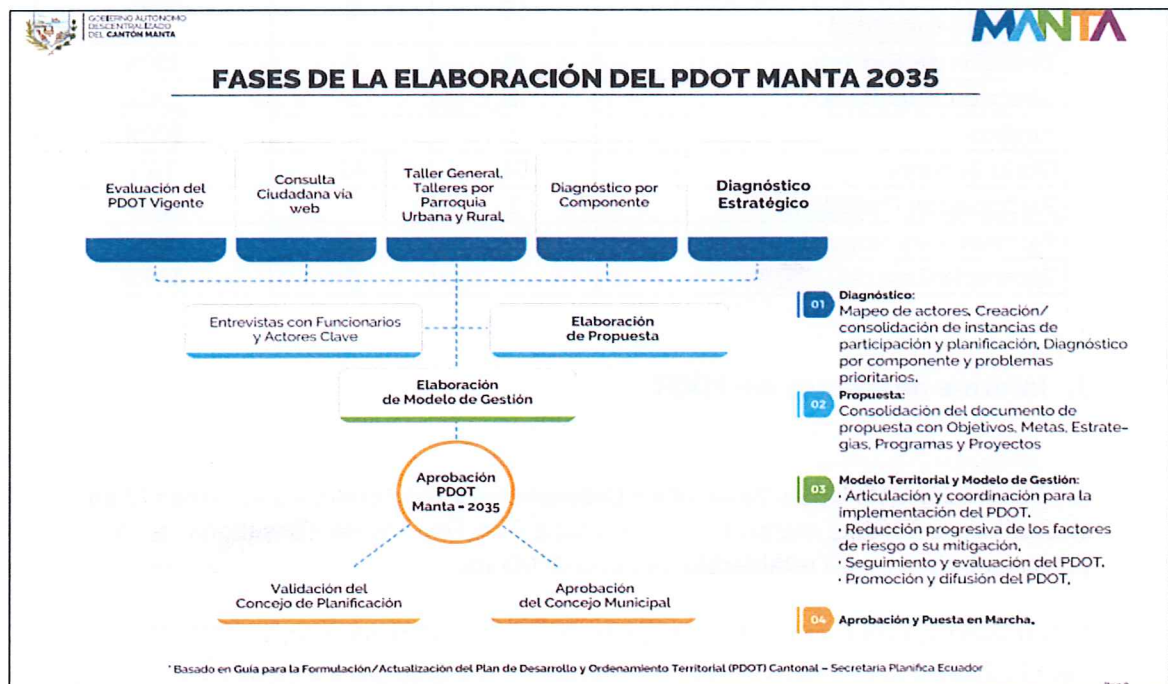 GOBIERNO AUTÓNOMO
DESCENTRALIZADO
DEL CANTÓN MANTA
MANTA
FASES DE LA ELABORACIÓN DEL PDOT MANTA 2035
Evaluación del
PDOT Vigente
Consulta
Ciudadana vía
web
Taller General,
Talleres por
Parroquia
Urbana y Rural.
Diagnóstico por
Componente
Diagnóstico
Estratégico
Entrevistas con Funcionarios
y Actores Clave
Elaboración
de Propuesta
Elaboración
de Modelo de Gestión
Aprobación
PDOT
Manta - 2035
Validación del
Concejo de Planificación
Aprobación
del Concejo Municipal
01 Diagnóstico:
Mapeo de actores. Creación/
consolidación de instancias de
participación y planificación. Diagnóstico
por componente y problemas
prioritarios.
02 Propuesta:
Consolidación del documento de
propuesta con Objetivos, Metas, Estrate-
gias, Programas y Proyectos
03 Modelo Territorial y Modelo de Gestión:
• Articulación y coordinación para la
implementación del PDOT.
• Reducción progresiva de los factores
de riesgo o su mitigación.
• Seguimiento y evaluación del PDOT.
• Promoción y difusión del PDOT.
04 Aprobación y Puesta en Marcha.
* Basado en Guía para la Formulación/Actualización del Plan de Desarrollo y Ordenamiento Territorial (PDOT) Cantonal – Secretaria Planifica Ecuador